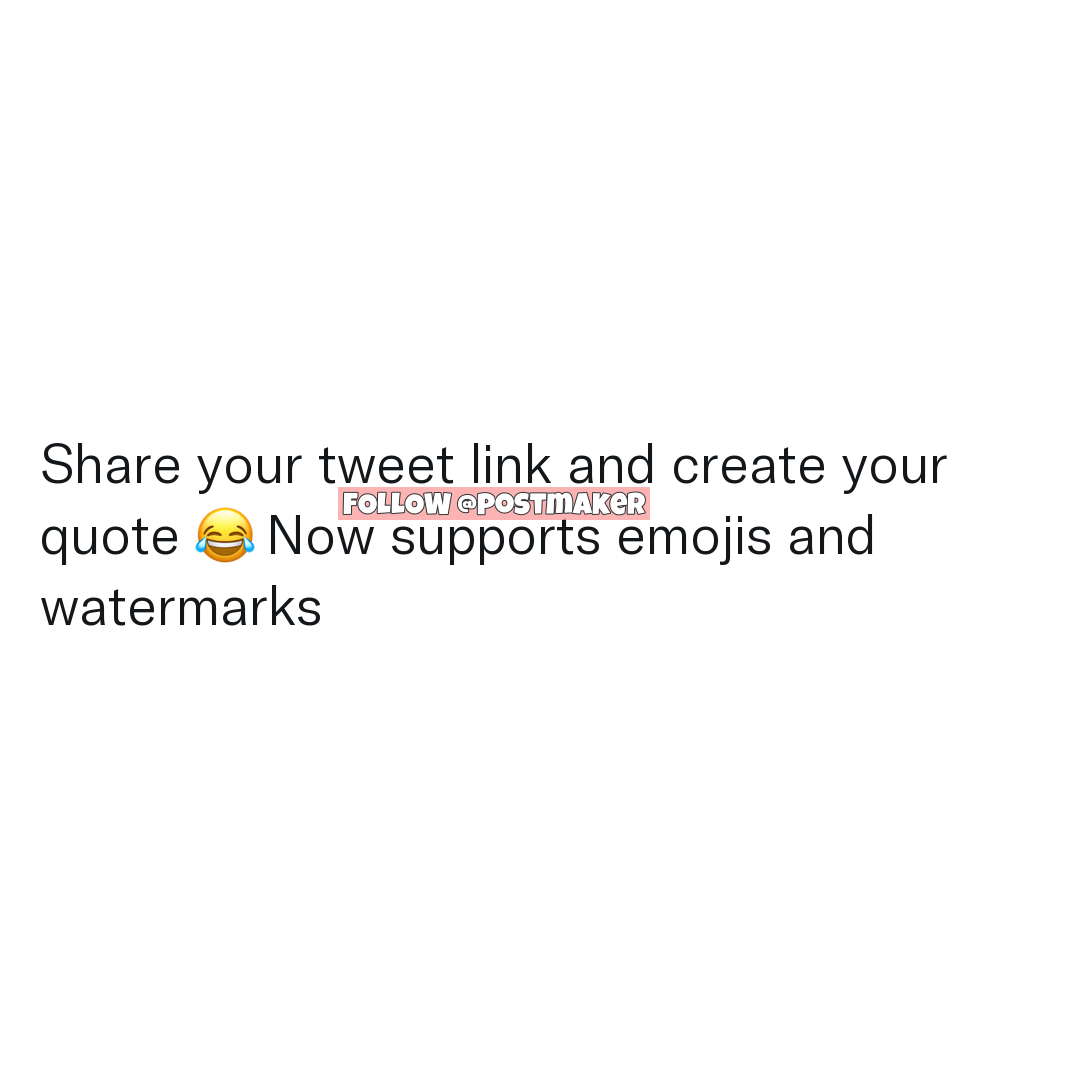 Share your tweet link and create your
FOLLOW @POSTMAKER
quote 😂 Now supports emojis and
watermarks